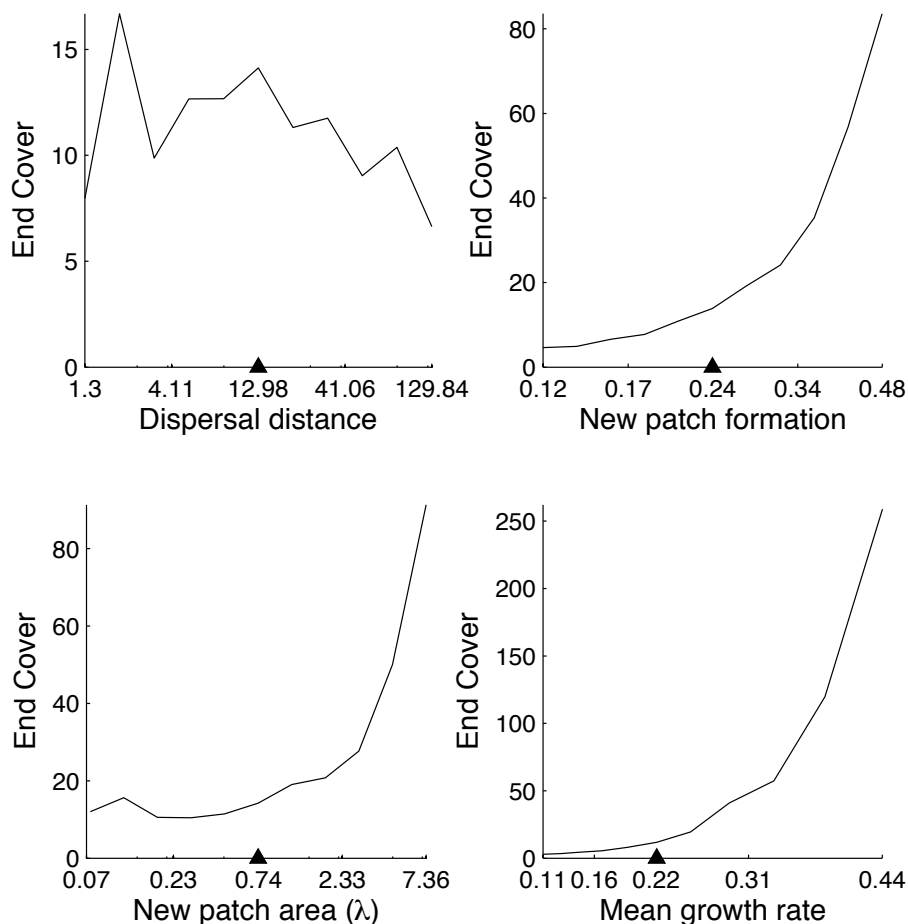 15
10
5
0
End Cover
1.3 4.11 12.98 41.06 129.84
Dispersal distance
80
60
40
20
0
End Cover
0.12 0.17 0.24 0.34 0.48
New patch formation
80
60
40
20
0
End Cover
0.07 0.23 0.74 2.33 7.36
New patch area (λ)
250
200
150
100
50
0
End Cover
0.11 0.16 0.22 0.31 0.44
Mean growth rate